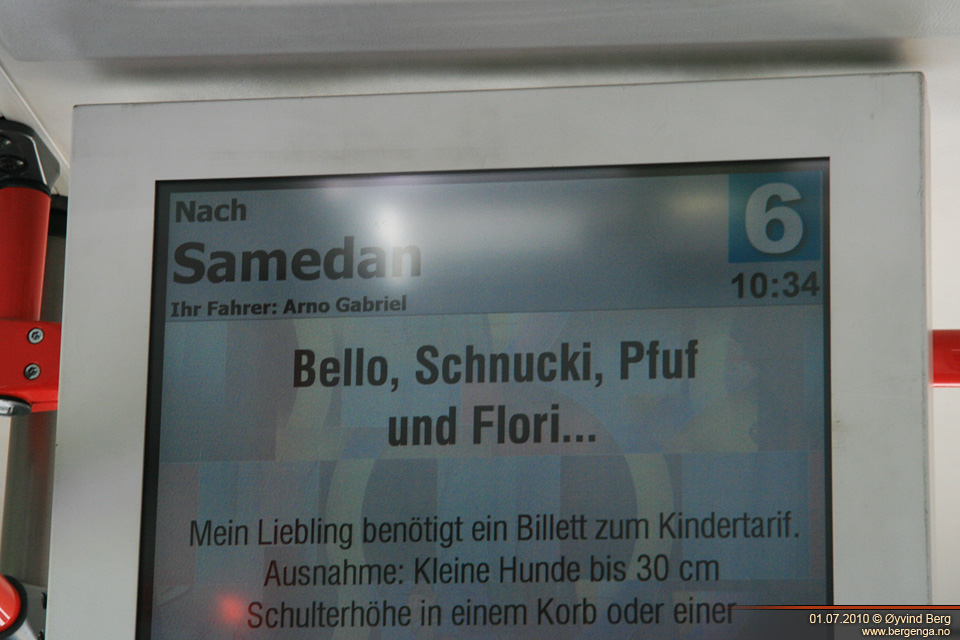 Nach
6
Samedan
10:34
Ihr Fahrer: Arno Gabriel
Bello, Schnucki, Pfuf
und Flori...
Mein Liebling benötigt ein Billett zum Kindertarif.
Ausnahme: Kleine Hunde bis 30 cm
Schulterhöhe in einem Korb oder einer
01.07.2010 © Øyvind Berg
www.bergenga.no